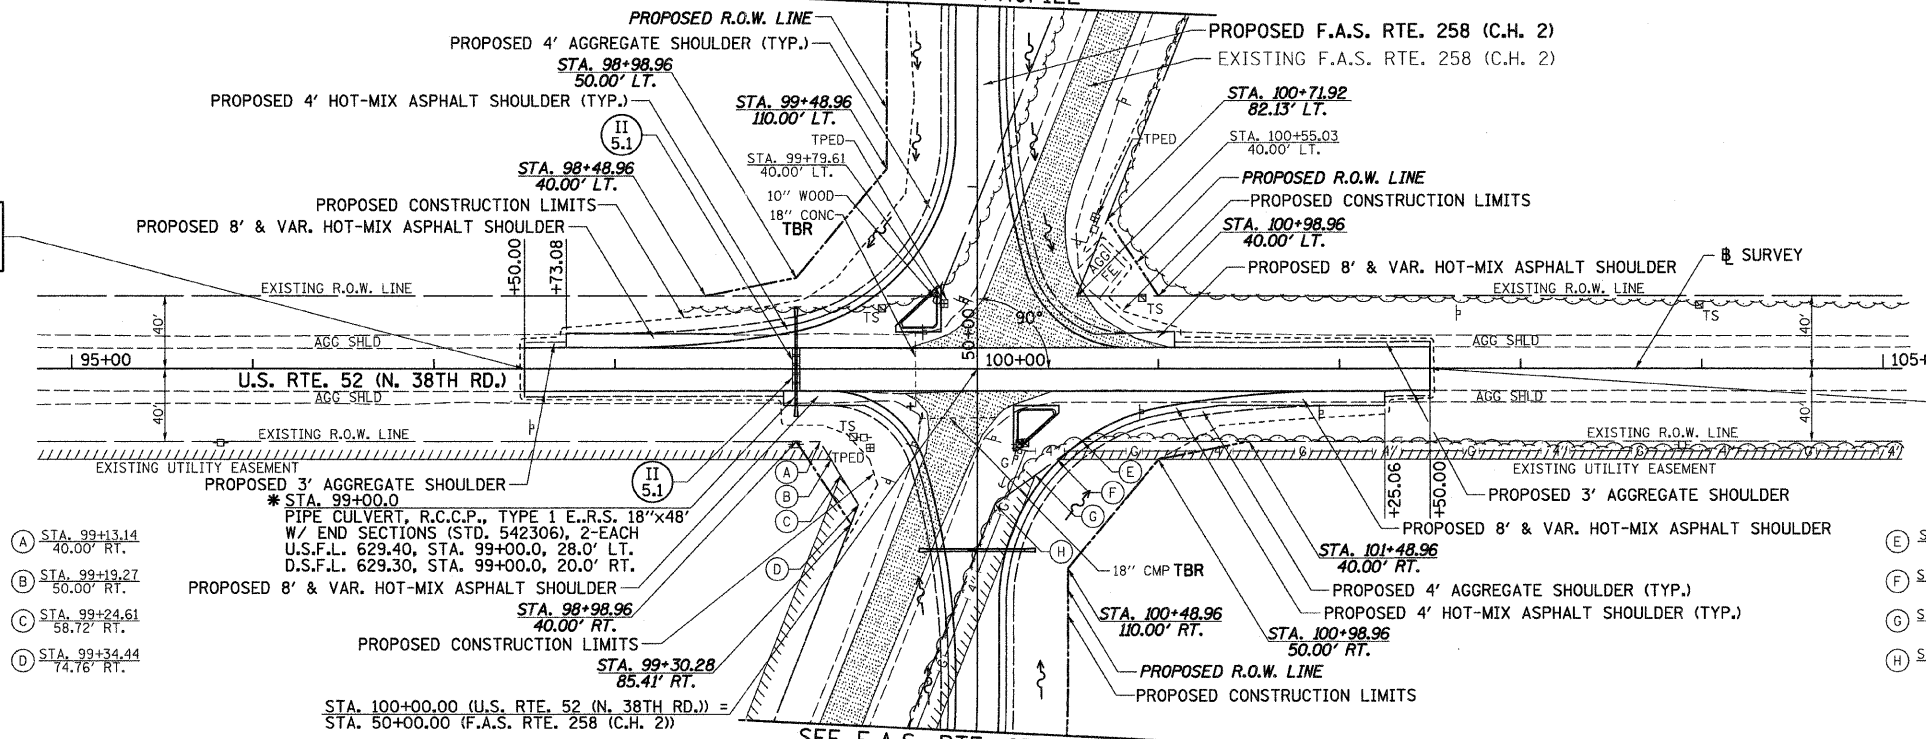 PROPOSED R.O.W. LINE
PROPOSED 4' AGGREGATE SHOULDER (TYP.)
STA. 98+98.96
50.00' LT.
PROPOSED 4' HOT-MIX ASPHALT SHOULDER (TYP.)
II
5.1
STA. 99+48.96
110.00' LT.
TPED
STA. 99+79.61
40.00' LT.
10" WOOD
18" CONC
TBR
STA. 98+48.96
40.00' LT.
PROPOSED CONSTRUCTION LIMITS
PROPOSED 8' & VAR. HOT-MIX ASPHALT SHOULDER
PROPOSED F.A.S. RTE. 258 (C.H. 2)
EXISTING F.A.S. RTE. 258 (C.H. 2)
STA. 100+71.92
82.13' LT.
TPED
STA. 100+55.03
40.00' LT.
PROPOSED R.O.W. LINE
PROPOSED CONSTRUCTION LIMITS
STA. 100+98.96
40.00' LT.
PROPOSED 8' & VAR. HOT-MIX ASPHALT SHOULDER
SURVEY
+50.00
+73.08
EXISTING R.O.W. LINE
EXISTING R.O.W. LINE
TS
TS
TS
90°
40'
40'
AGG SHLD
AGG SHLD
95+00
50+00
100+00
U.S. RTE. 52 (N. 38TH RD.)
AGG SHLD
AGG SHLD
40'
40'
EXISTING R.O.W. LINE
EXISTING R.O.W. LINE
TS
TPED
EXISTING UTILITY EASEMENT
EXISTING UTILITY EASEMENT
PROPOSED 3' AGGREGATE SHOULDER
II
5.1
* STA. 99+00.0
PIPE CULVERT, R.C.C.P., TYPE 1 E..R.S. 18"x48'
W/ END SECTIONS (STD. 542306), 2-EACH
U.S.F.L. 629.40, STA. 99+00.0, 28.0' LT.
D.S.F.L. 629.30, STA. 99+00.0, 20.0' RT.
PROPOSED 8' & VAR. HOT-MIX ASPHALT SHOULDER
STA. 98+98.96
40.00' RT.
PROPOSED CONSTRUCTION LIMITS
STA. 99+30.28
85.41' RT.
STA. 100+00.00 (U.S. RTE. 52 (N. 38TH RD.)) =
STA. 50+00.00 (F.A.S. RTE. 258 (C.H. 2))
A STA. 99+13.14
40.00' RT.
B STA. 99+19.27
50.00' RT.
C STA. 99+24.61
58.72' RT.
D STA. 99+34.44
74.76' RT.
A
B
C
D
E
F
G
H
+25.06
+50.00
PROPOSED 3' AGGREGATE SHOULDER
PROPOSED 8' & VAR. HOT-MIX ASPHALT SHOULDER
STA. 101+48.96
40.00' RT.
PROPOSED 4' AGGREGATE SHOULDER (TYP.)
PROPOSED 4' HOT-MIX ASPHALT SHOULDER (TYP.)
18" CMP TBR
STA. 100+48.96
110.00' RT.
STA. 100+98.96
50.00' RT.
PROPOSED R.O.W. LINE
PROPOSED CONSTRUCTION LIMITS
E
F
G
H